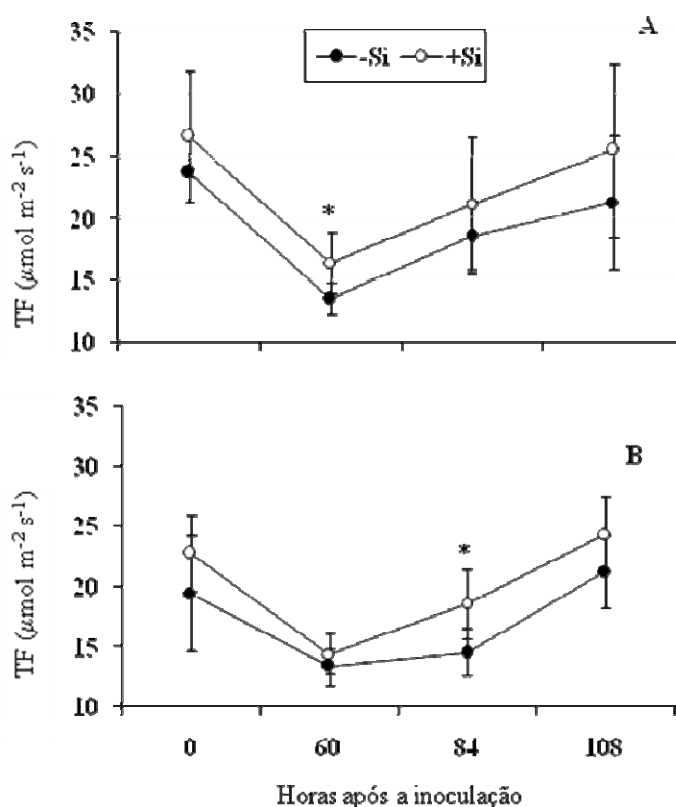 35
A
-Si +Si
30
25
20
*
15
10
TF (μmol m⁻² s⁻¹)
35
B
30
25
*
20
15
10
TF (μmol m⁻² s⁻¹)
0 60 84 108
Horas após a inoculação